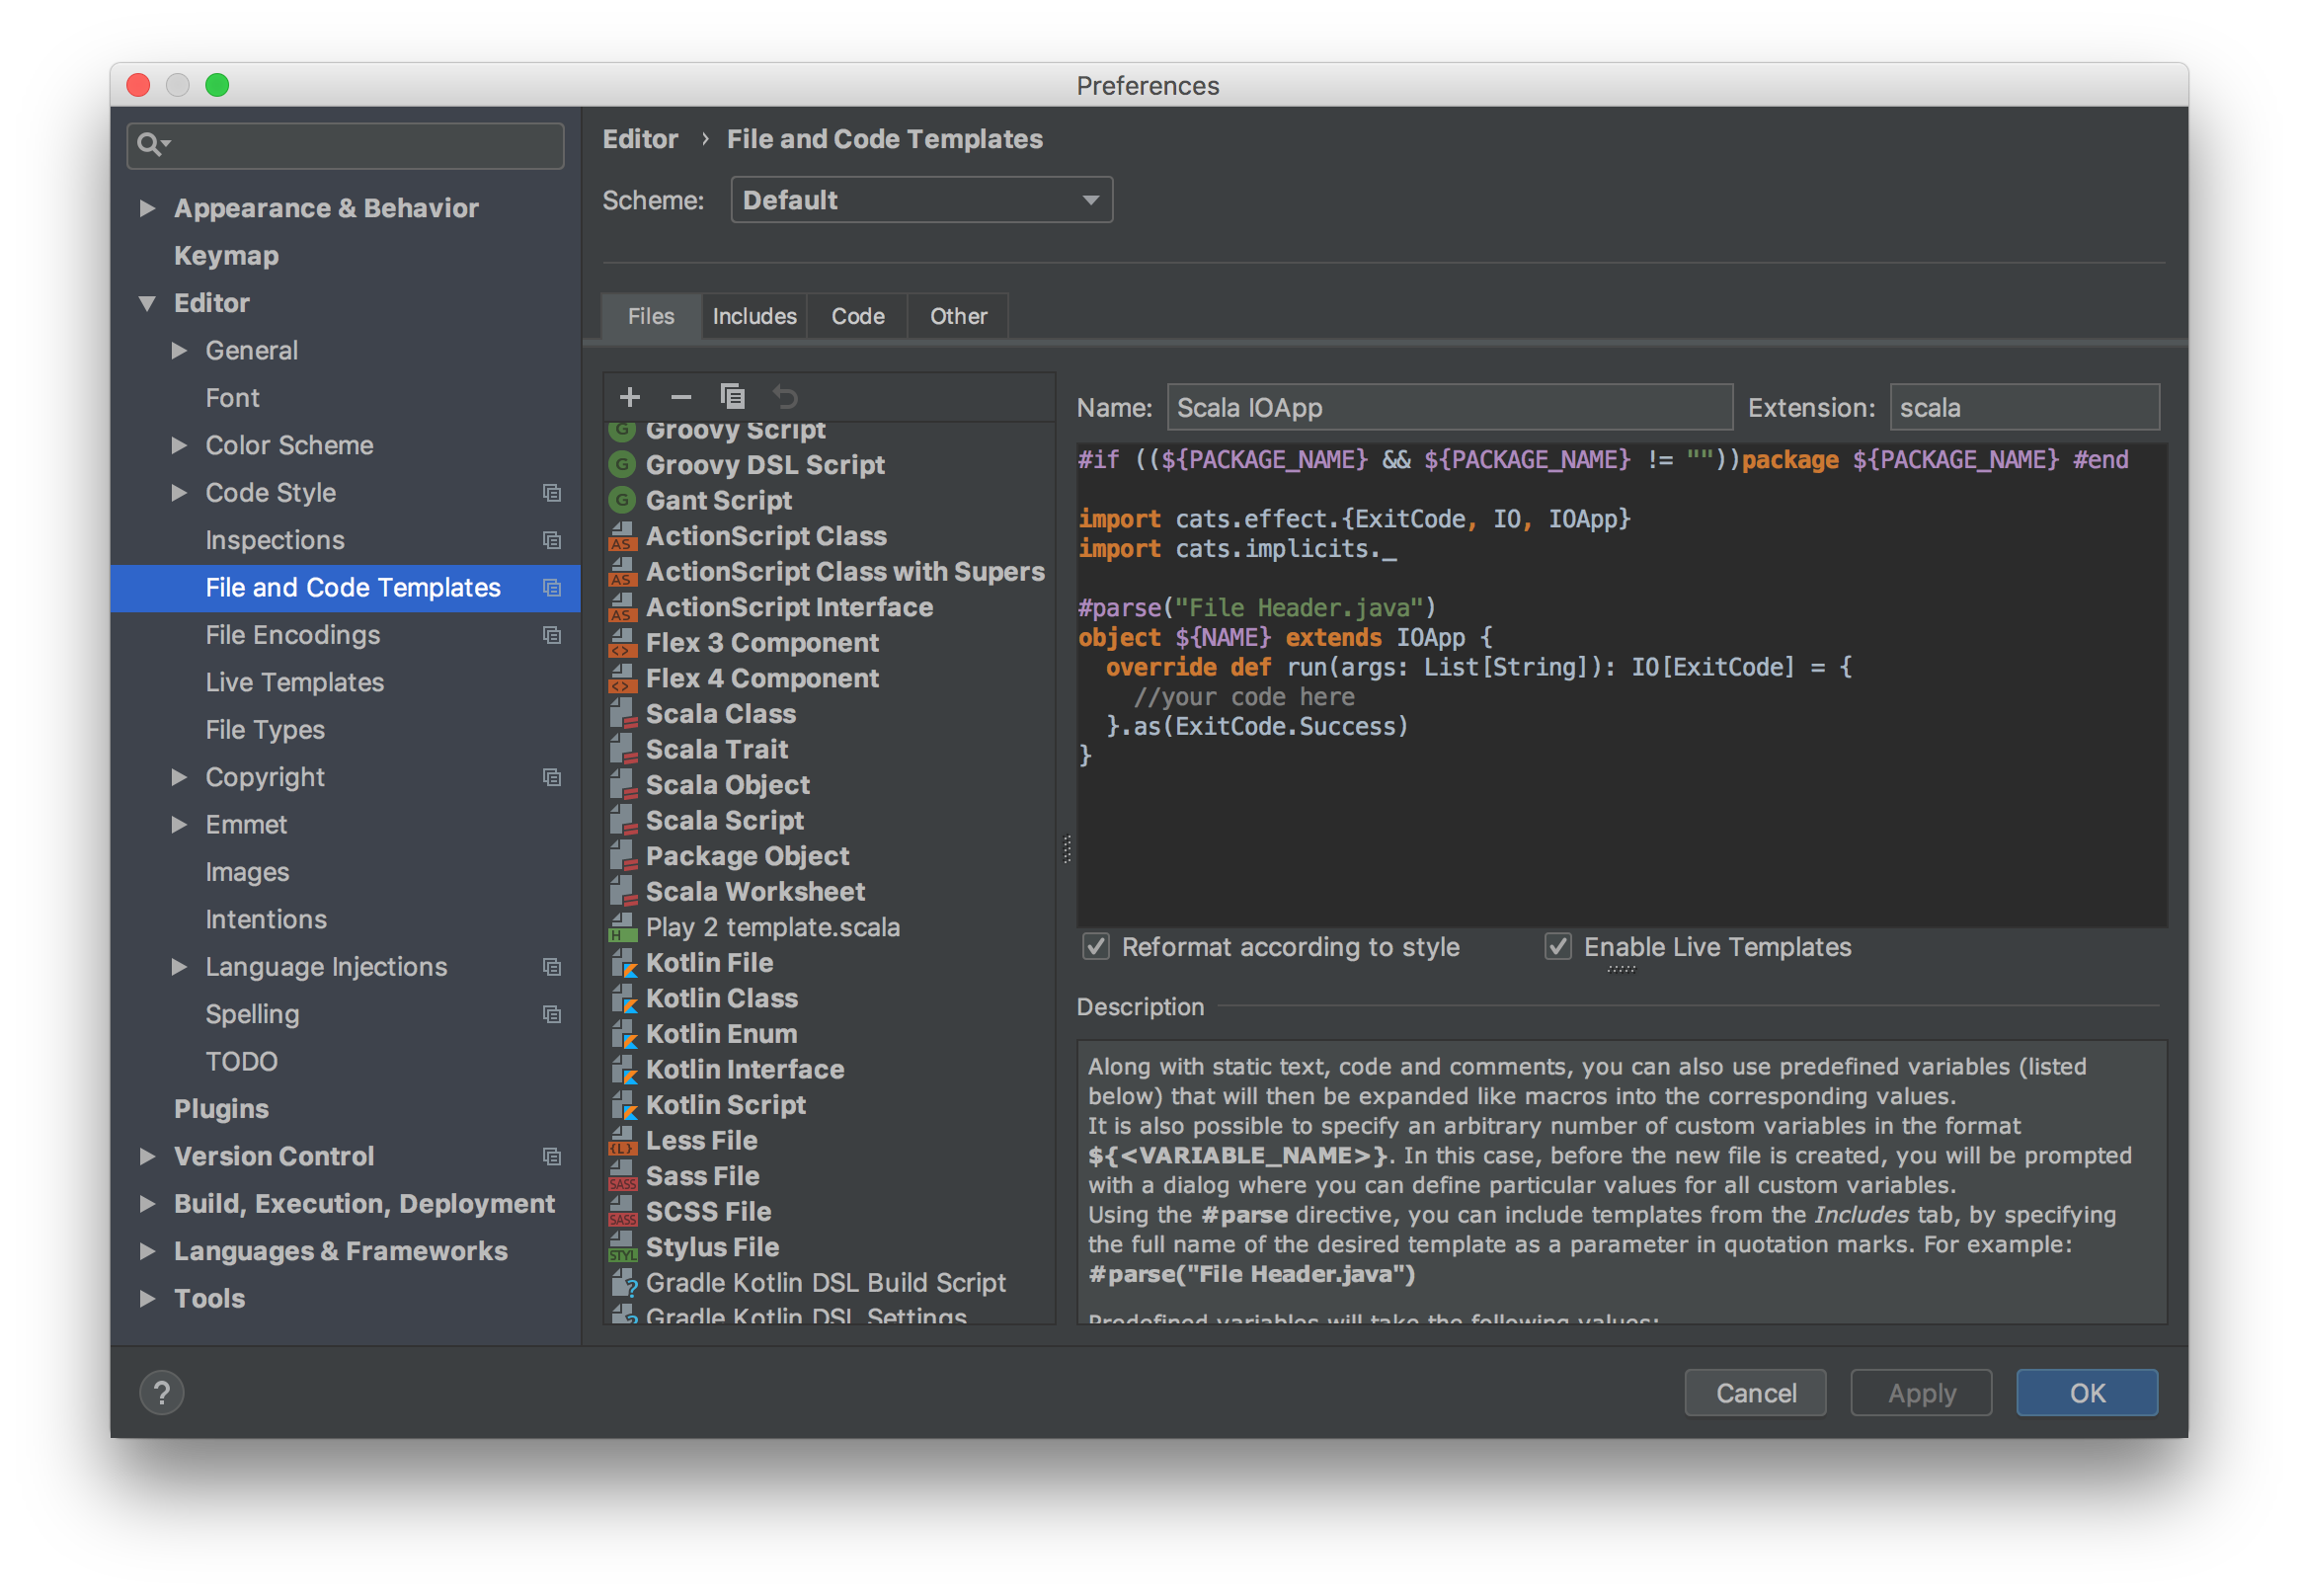 Preferences
Appearance & Behavior
Keymap
Editor
General
Font
Color Scheme
Code Style
Inspections
File and Code Templates
File Encodings
Live Templates
File Types
Copyright
Emmet
Images
Intentions
Language Injections
Spelling
TODO
Plugins
Version Control
Build, Execution, Deployment
Languages & Frameworks
Tools
Editor › File and Code Templates
Scheme: Default
Files Includes Code Other
G Groovy Script
G Groovy DSL Script
G Gant Script
AS ActionScript Class
AS ActionScript Class with Supers
AS ActionScript Interface
<> Flex 3 Component
<> Flex 4 Component
Scala Class
Scala Trait
Scala Object
Scala Script
Package Object
Scala Worksheet
H Play 2 template.scala
Kotlin File
Kotlin Class
Kotlin Enum
Kotlin Interface
Kotlin Script
{L} Less File
SASS Sass File
SASS SCSS File
STYL Stylus File
? Gradle Kotlin DSL Build Script
? Gradle Kotlin DSL Settings
Name: Scala IOApp Extension: scala
#if ((${PACKAGE_NAME} && ${PACKAGE_NAME} != ""))package ${PACKAGE_NAME} #end
import cats.effect.{ExitCode, IO, IOApp}
import cats.implicits._
#parse("File Header.java")
object ${NAME} extends IOApp {
override def run(args: List[String]): IO[ExitCode] = {
//your code here
}.as(ExitCode.Success)
}
Reformat according to style Enable Live Templates
Description
Along with static text, code and comments, you can also use predefined variables (listed
below) that will then be expanded like macros into the corresponding values.
It is also possible to specify an arbitrary number of custom variables in the format
${<VARIABLE_NAME>}. In this case, before the new file is created, you will be prompted
with a dialog where you can define particular values for all custom variables.
Using the #parse directive, you can include templates from the Includes tab, by specifying
the full name of the desired template as a parameter in quotation marks. For example:
#parse("File Header.java")
Predefined variables will take the following values:
? Cancel Apply OK